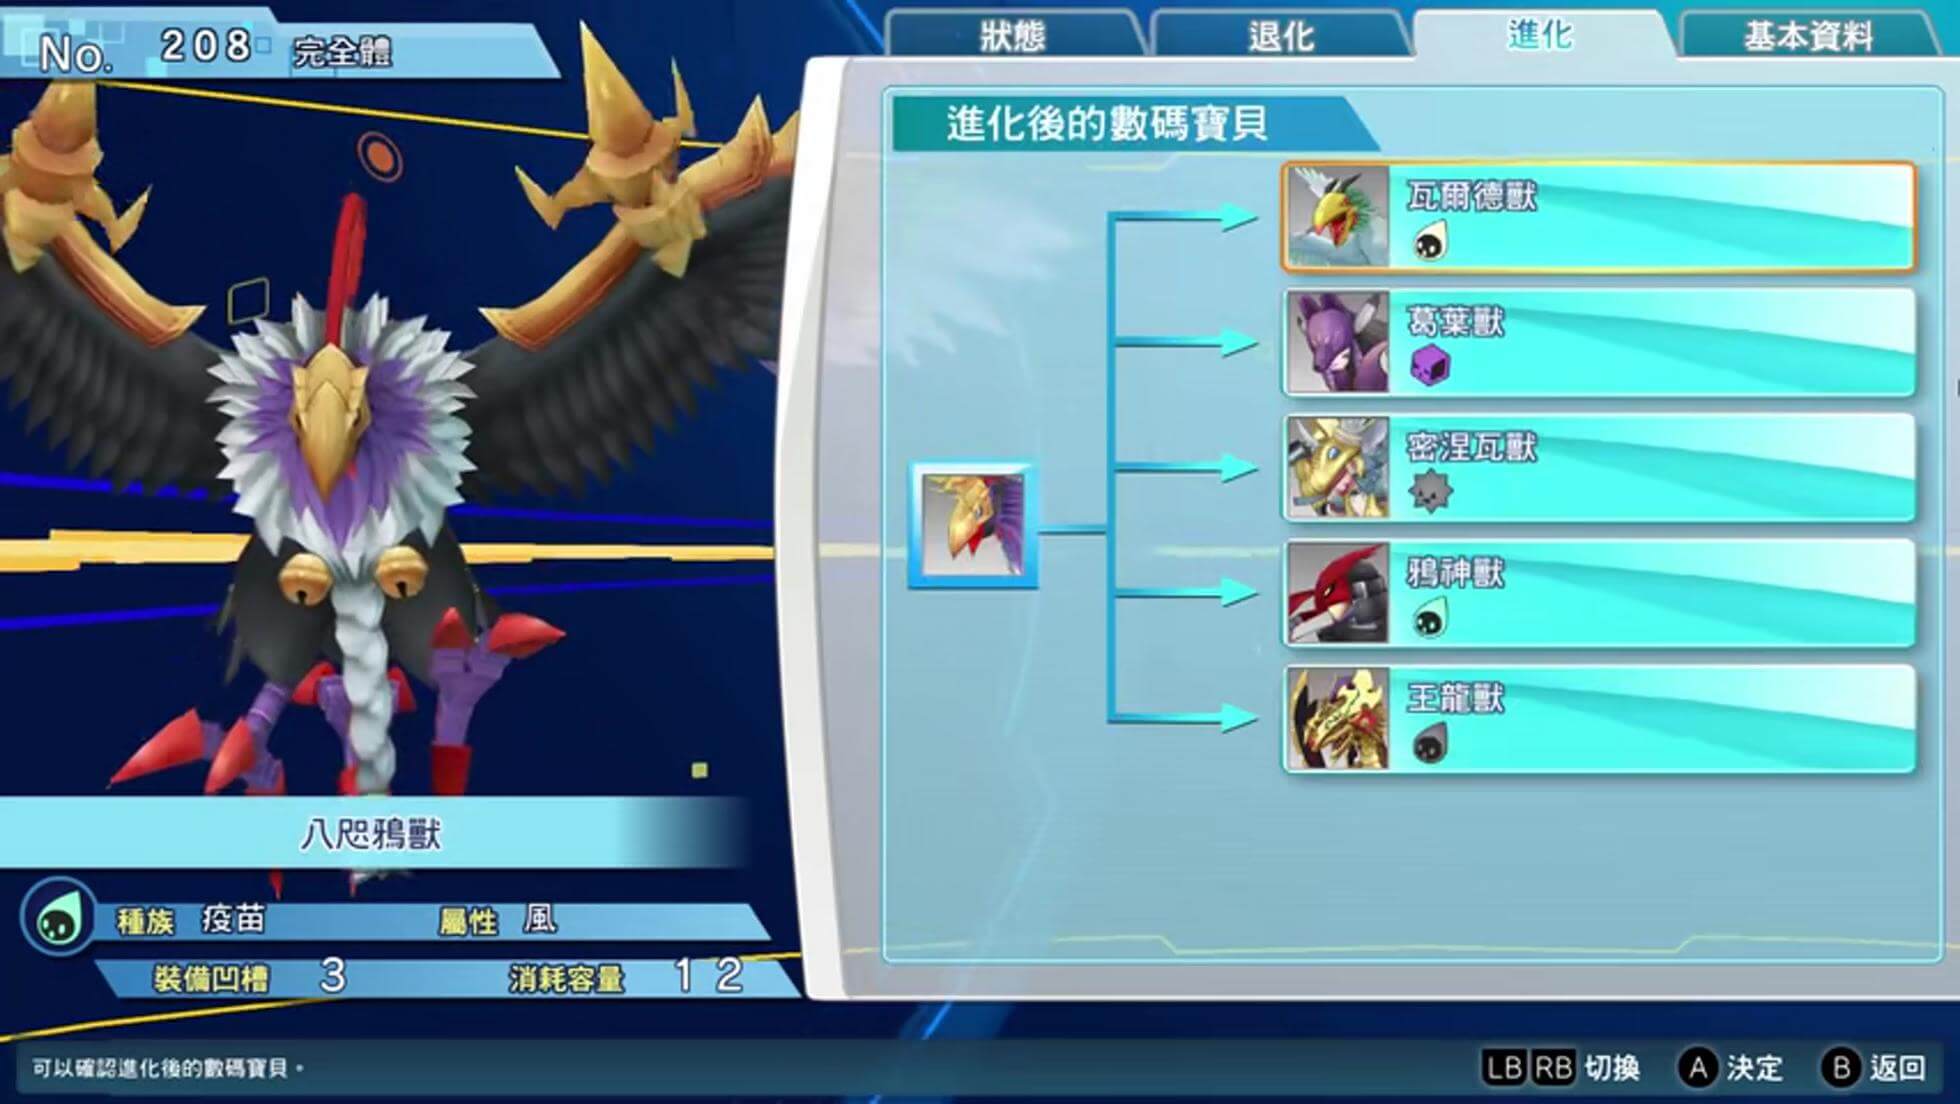 No. 208 完全體
狀態
退化
進化
基本資料
進化後的數碼寶貝
瓦爾德獸
葛葉獸
密涅瓦獸
鴉神獸
王龍獸
八咫鴉獸
種族 疫苗 屬性 風
裝備凹槽 3 消耗容量 12
可以確認進化後的數碼寶貝。
LB RB 切換 A 決定 B 返回